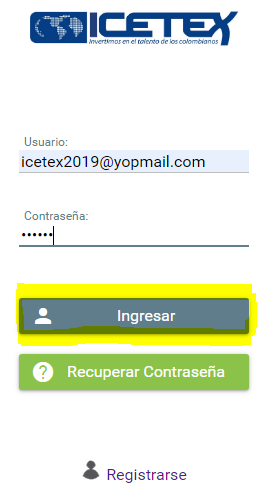 ICETEX
Invertimos en el talento de los colombianos
Usuario:
icetex2019@yopmail.com
Contraseña:
••••••
Ingresar
Recuperar Contraseña
Registrarse